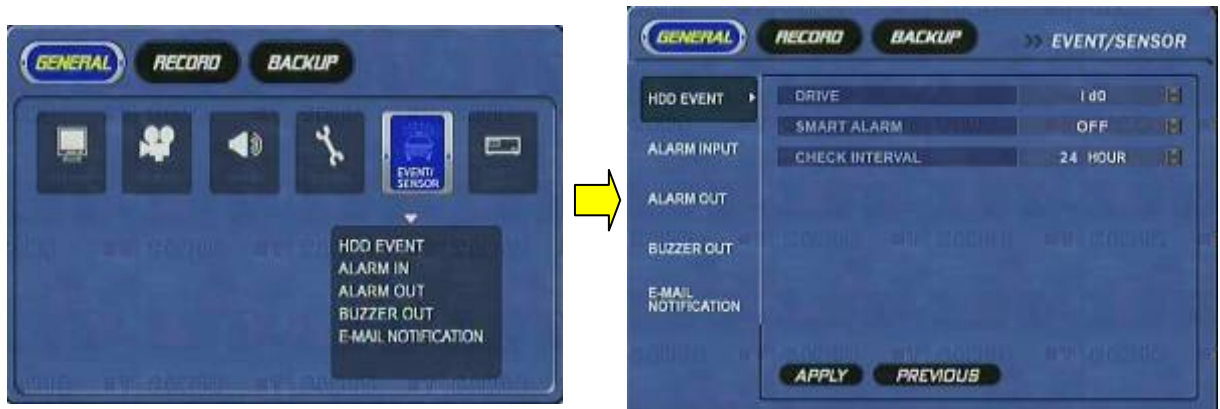 GENERAL RECORD BACKUP
EVENT/
SENSOR
HDD EVENT
ALARM IN
ALARM OUT
BUZZER OUT
E-MAIL NOTIFICATION
GENERAL RECORD BACKUP >> EVENT/SENSOR
HDD EVENT
ALARM INPUT
ALARM OUT
BUZZER OUT
E-MAIL
NOTIFICATION
DRIVE
SMART ALARM OFF
CHECK INTERVAL 24 HOUR
APPLY PREVIOUS